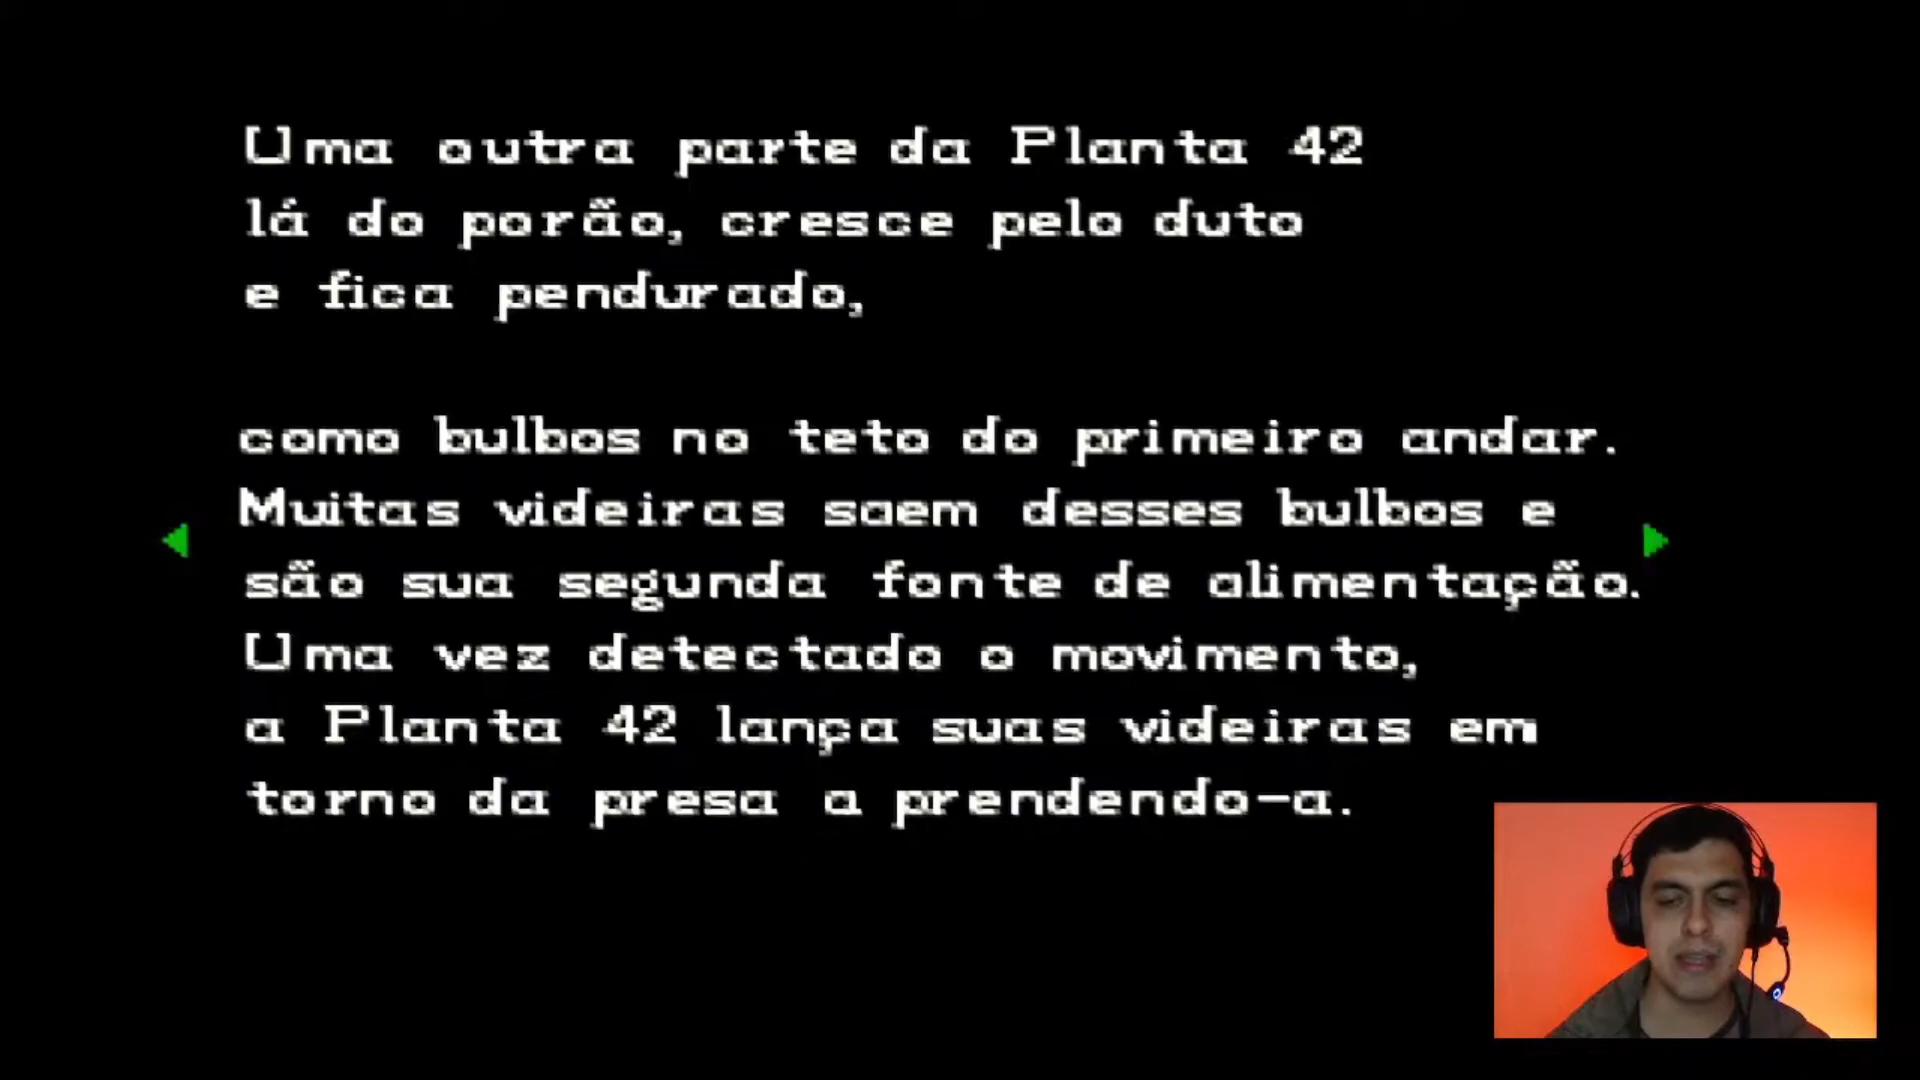 Uma outra parte da Planta 42
lá do porão, cresce pelo duto
e fica pendurado,
como bulbos no teto do primeiro andar.
Muitas videiras saem desses bulbos e
são sua segunda fonte de alimentação.
Uma vez detectado o movimento,
a Planta 42 lança suas videiras em
torno da presa a prendendo-a.